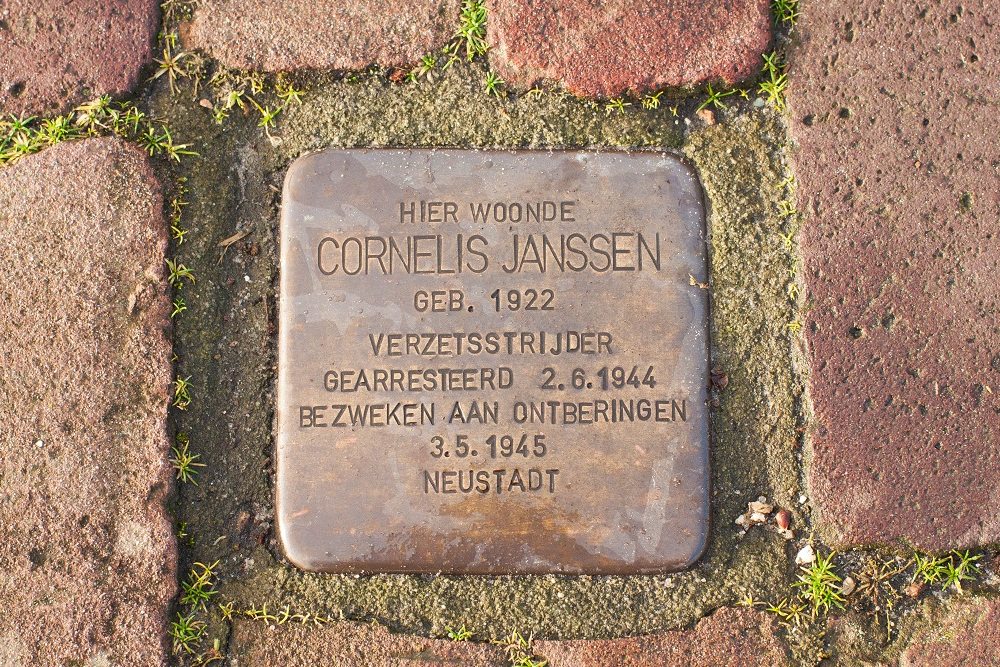 HIER WOONDE
CORNELIS JANSSEN
GEB. 1922
VERZETSSTRIJDER
GEARRESTEERD 2.6.1944
BEZWEKEN AAN ONTBERINGEN
3.5.1945
NEUSTADT